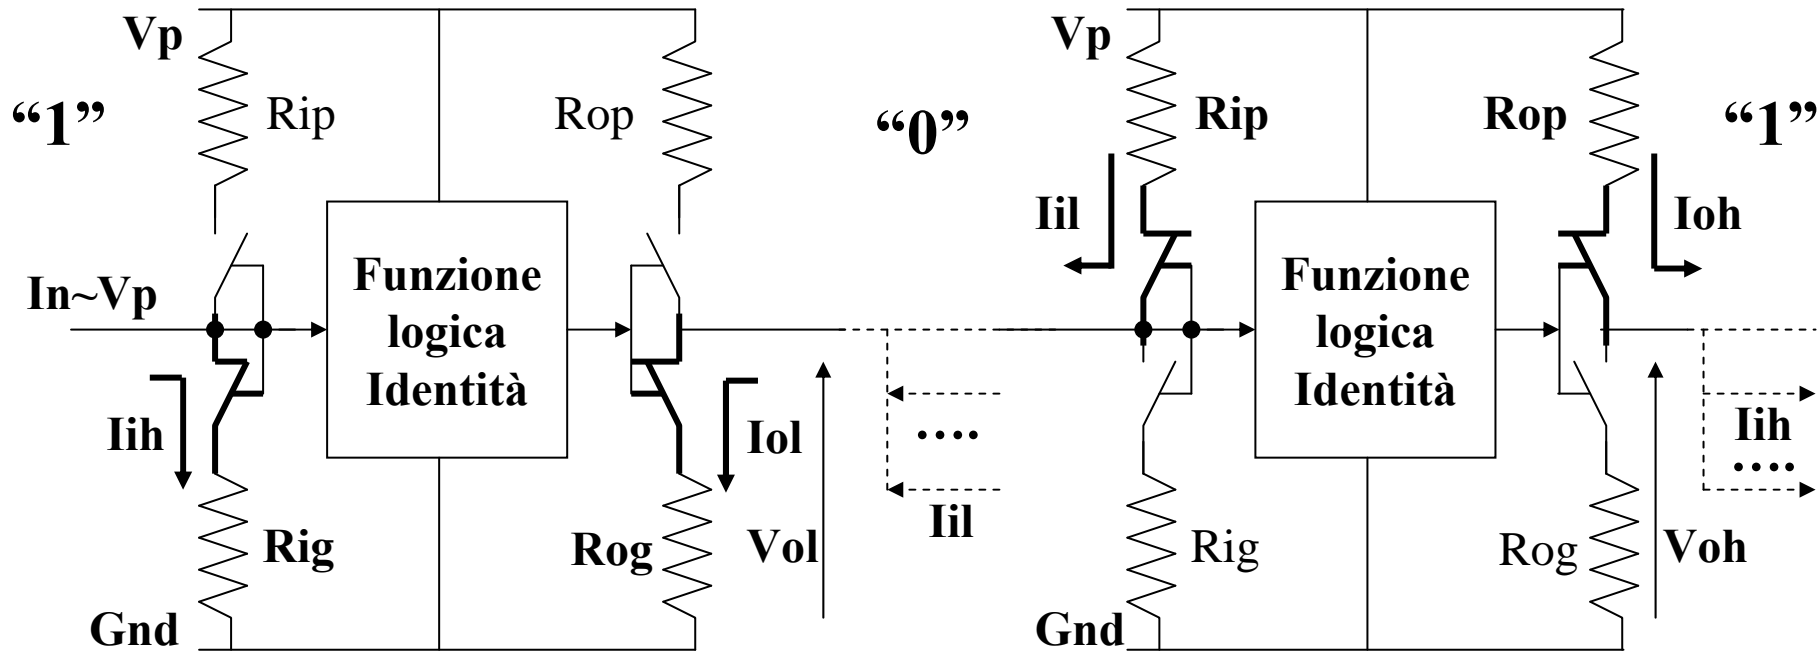 Vp
“1”
Rip
Rop
In~Vp
Funzione
logica
Identità
Iih
Iol
Rig
Rog
Vol
Gnd
“0”
....
Iil
Vp
Rip
Rop
“1”
Iil
Ioh
Funzione
logica
Identità
Iih
....
Rig
Rog
Voh
Gnd